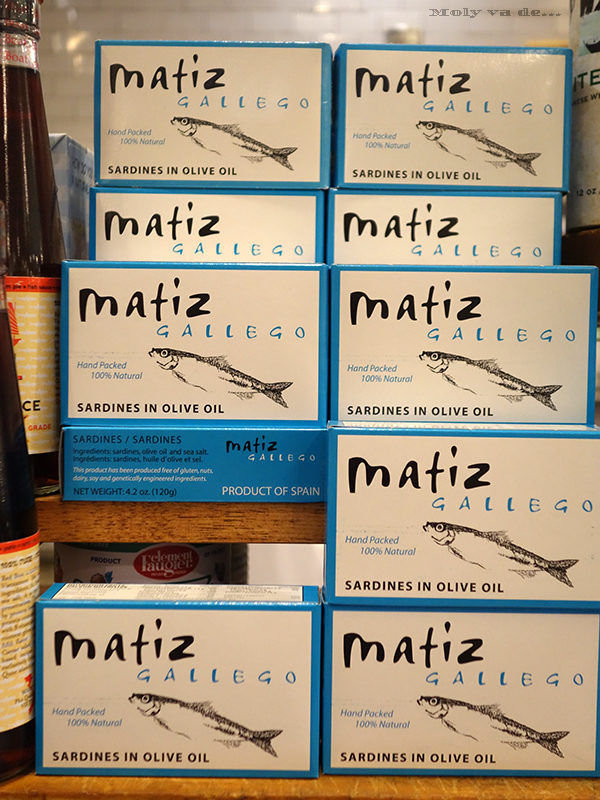 Moly va de...
matiz
GALLEGO
Hand Packed
100% Natural
SARDINES IN OLIVE OIL
matiz
GALLEGO
Hand Packed
100% Natural
SARDINES IN OLIVE OIL
matiz
GALLEGO
matiz
GALLEGO
matiz
GALLEGO
Hand Packed
100% Natural
SARDINES IN OLIVE OIL
matiz
GALLEGO
Hand Packed
100% Natural
SARDINES IN OLIVE OIL
SARDINES / SARDINES
Ingredients: sardines, olive oil and sea salt.
Ingrédients: sardines, huile d'olive et sel.
This product has been produced free of gluten, nuts,
dairy, soy and genetically engineered ingredients.
NET WEIGHT: 4.2 oz. (120g)
matiz
GALLEGO
PRODUCT OF SPAIN
matiz
GALLEGO
Hand Packed
100% Natural
SARDINES IN OLIVE OIL
PRODUCT
clement
faugier
matiz
GALLEGO
Hand Packed
100% Natural
SARDINES IN OLIVE OIL
matiz
GALLEGO
Hand Packed
100% Natural
SARDINES IN OLIVE OIL
GRADE
12 OZ